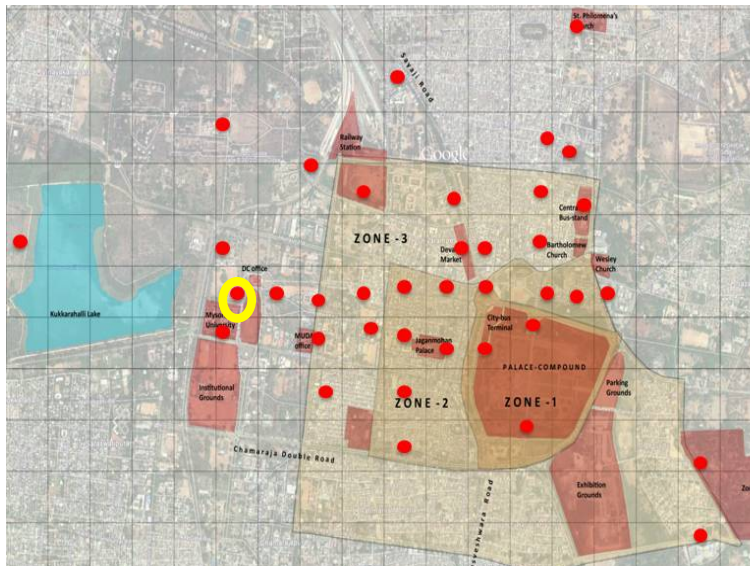 St. Philomena's
Church
Sayaji Road
Railway
Station
Google
Central
Bus-stand
ZONE -3
Bartholomew
Church
Wesley
Church
DC office
Kukkarahalli Lake
University
City-bus
Terminal
MUDA
office
Jaganmohan
Palace
Market
PALACE-COMPOUND
Institutional
Grounds
Parking
Grounds
ZONE -2
ZONE -1
Chamaraja Double Road
Exhibition
Grounds
Road